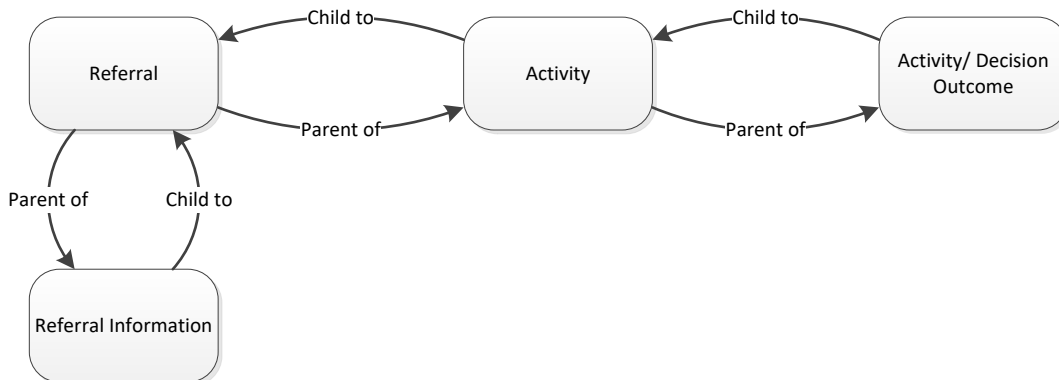 Child to
Child to
Referral
Activity
Activity/ Decision
Outcome
Parent of
Parent of
Parent of
Child to
Referral Information